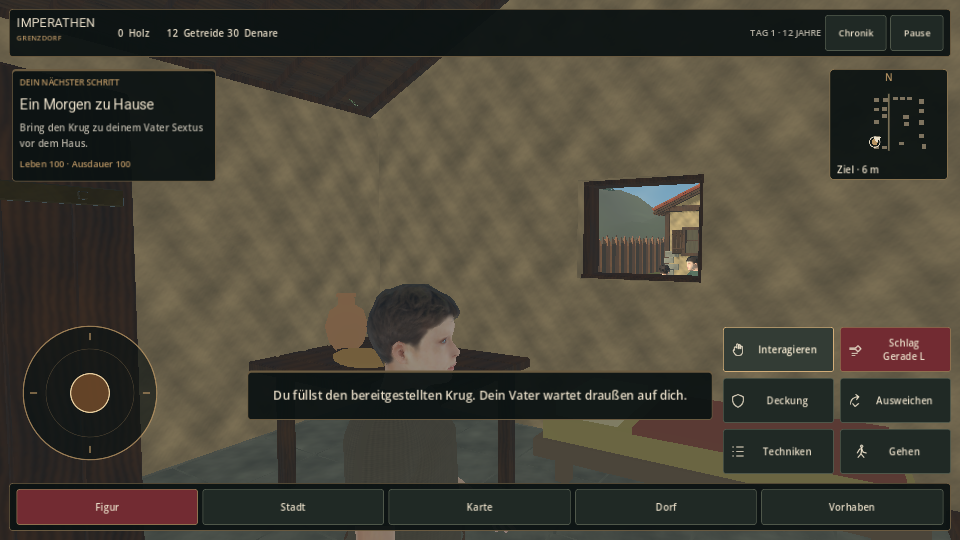 IMPERATHEN
GRENZDORF
0 Holz 12 Getreide 30 Denare
TAG 1 · 12 JAHRE
Chronik
Pause
DEIN NÄCHSTER SCHRITT
Ein Morgen zu Hause
Bring den Krug zu deinem Vater Sextus
vor dem Haus.
Leben 100 · Ausdauer 100
N
Ziel · 6 m
Interagieren
Schlag
Gerade L
Du füllst den bereitgestellten Krug. Dein Vater wartet draußen auf dich.
Deckung
Ausweichen
Techniken
Gehen
Figur
Stadt
Karte
Dorf
Vorhaben